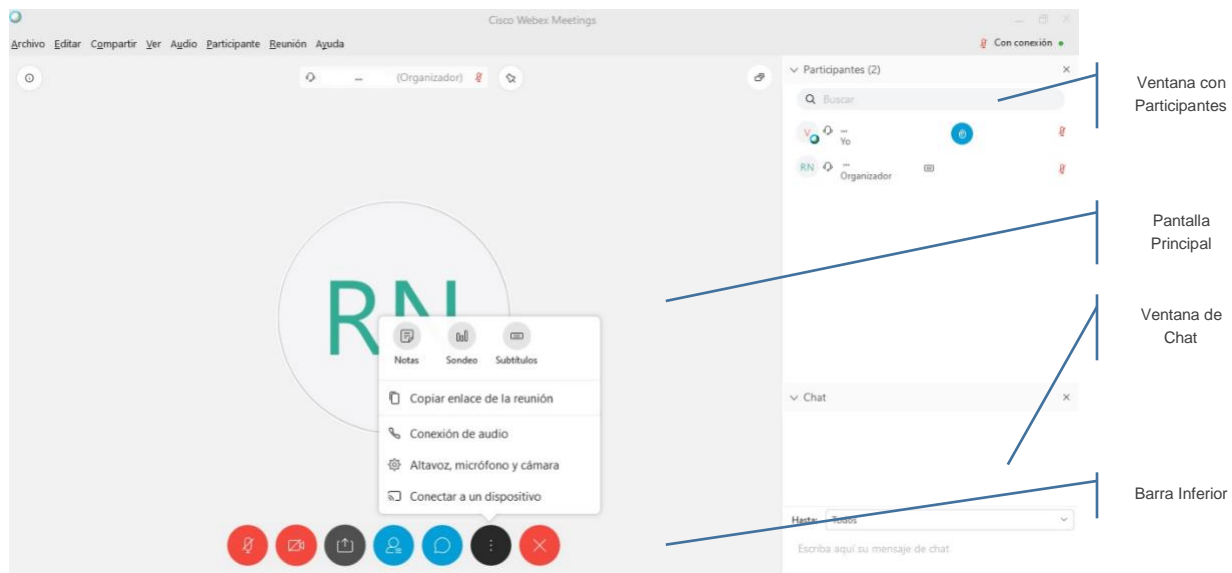 Cisco Webex Meetings
Archivo Editar Compartir Ver Audio Participante Reunión Ayuda
Con conexión
(Organizador)
Participantes (2)
Buscar
V
...
Yo
RN
...
Organizador
Ventana con
Participantes
Pantalla
Principal
RN
Notas Sondeo Subtítulos
Copiar enlace de la reunión
Conexión de audio
Altavoz, micrófono y cámara
Conectar a un dispositivo
Ventana de
Chat
Chat
Barra Inferior
Hasta: Todos
Escriba aquí su mensaje de chat